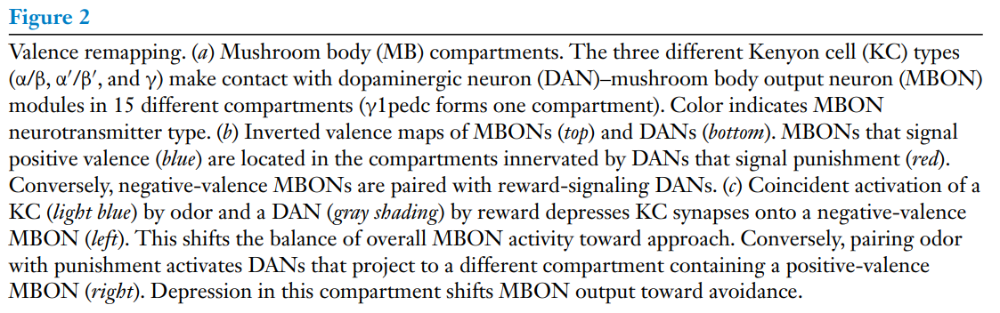 Figure 2
Valence remapping. (a) Mushroom body (MB) compartments. The three different Kenyon cell (KC) types
(α/β, α′/β′, and γ) make contact with dopaminergic neuron (DAN)–mushroom body output neuron (MBON)
modules in 15 different compartments (γ1pedc forms one compartment). Color indicates MBON
neurotransmitter type. (b) Inverted valence maps of MBONs (top) and DANs (bottom). MBONs that signal
positive valence (blue) are located in the compartments innervated by DANs that signal punishment (red).
Conversely, negative-valence MBONs are paired with reward-signaling DANs. (c) Coincident activation of a
KC (light blue) by odor and a DAN (gray shading) by reward depresses KC synapses onto a negative-valence
MBON (left). This shifts the balance of overall MBON activity toward approach. Conversely, pairing odor
with punishment activates DANs that project to a different compartment containing a positive-valence
MBON (right). Depression in this compartment shifts MBON output toward avoidance.